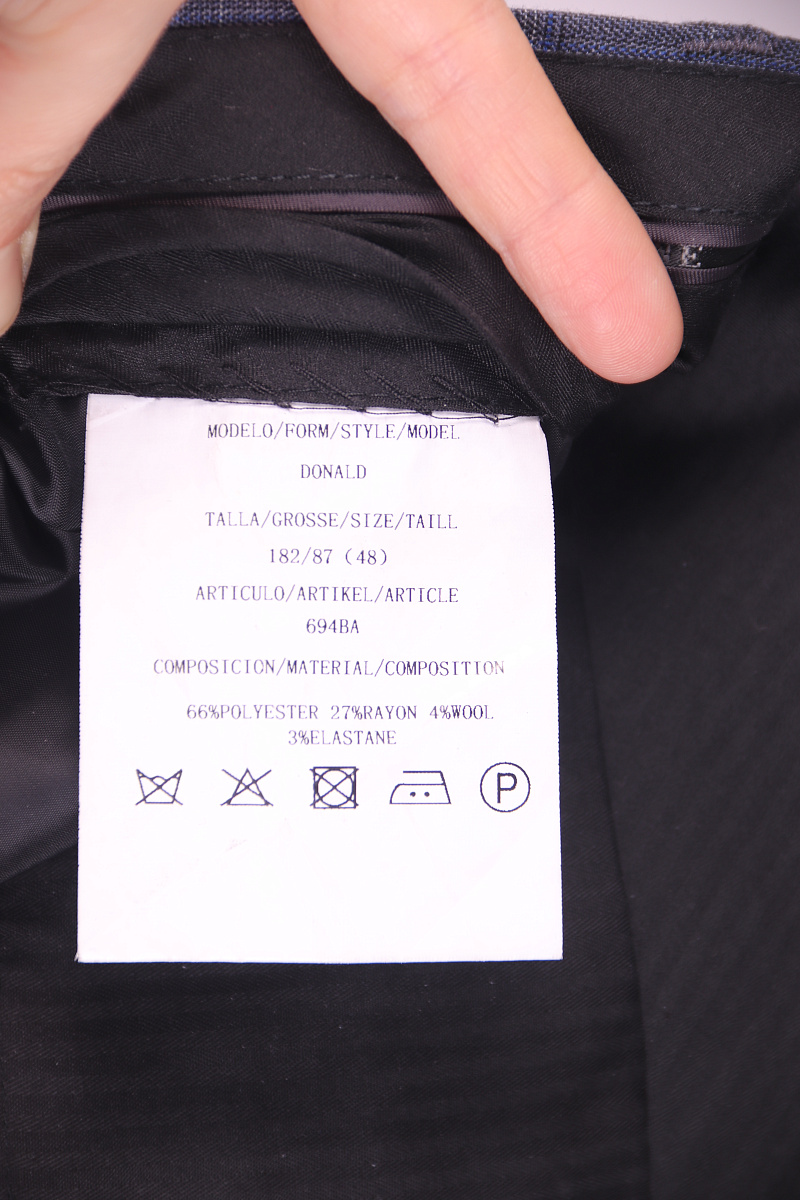 MODELO/FORM/STYLE/MODEL
DONALD
TALLA/GROSSE/SIZE/TAILL
182/87 (48)
ARTICULO/ARTIKEL/ARTICLE
694BA
COMPOSICION/MATERIAL/COMPOSITION
66%POLYESTER 27%RAYON 4%WOOL
3%ELASTANE
P